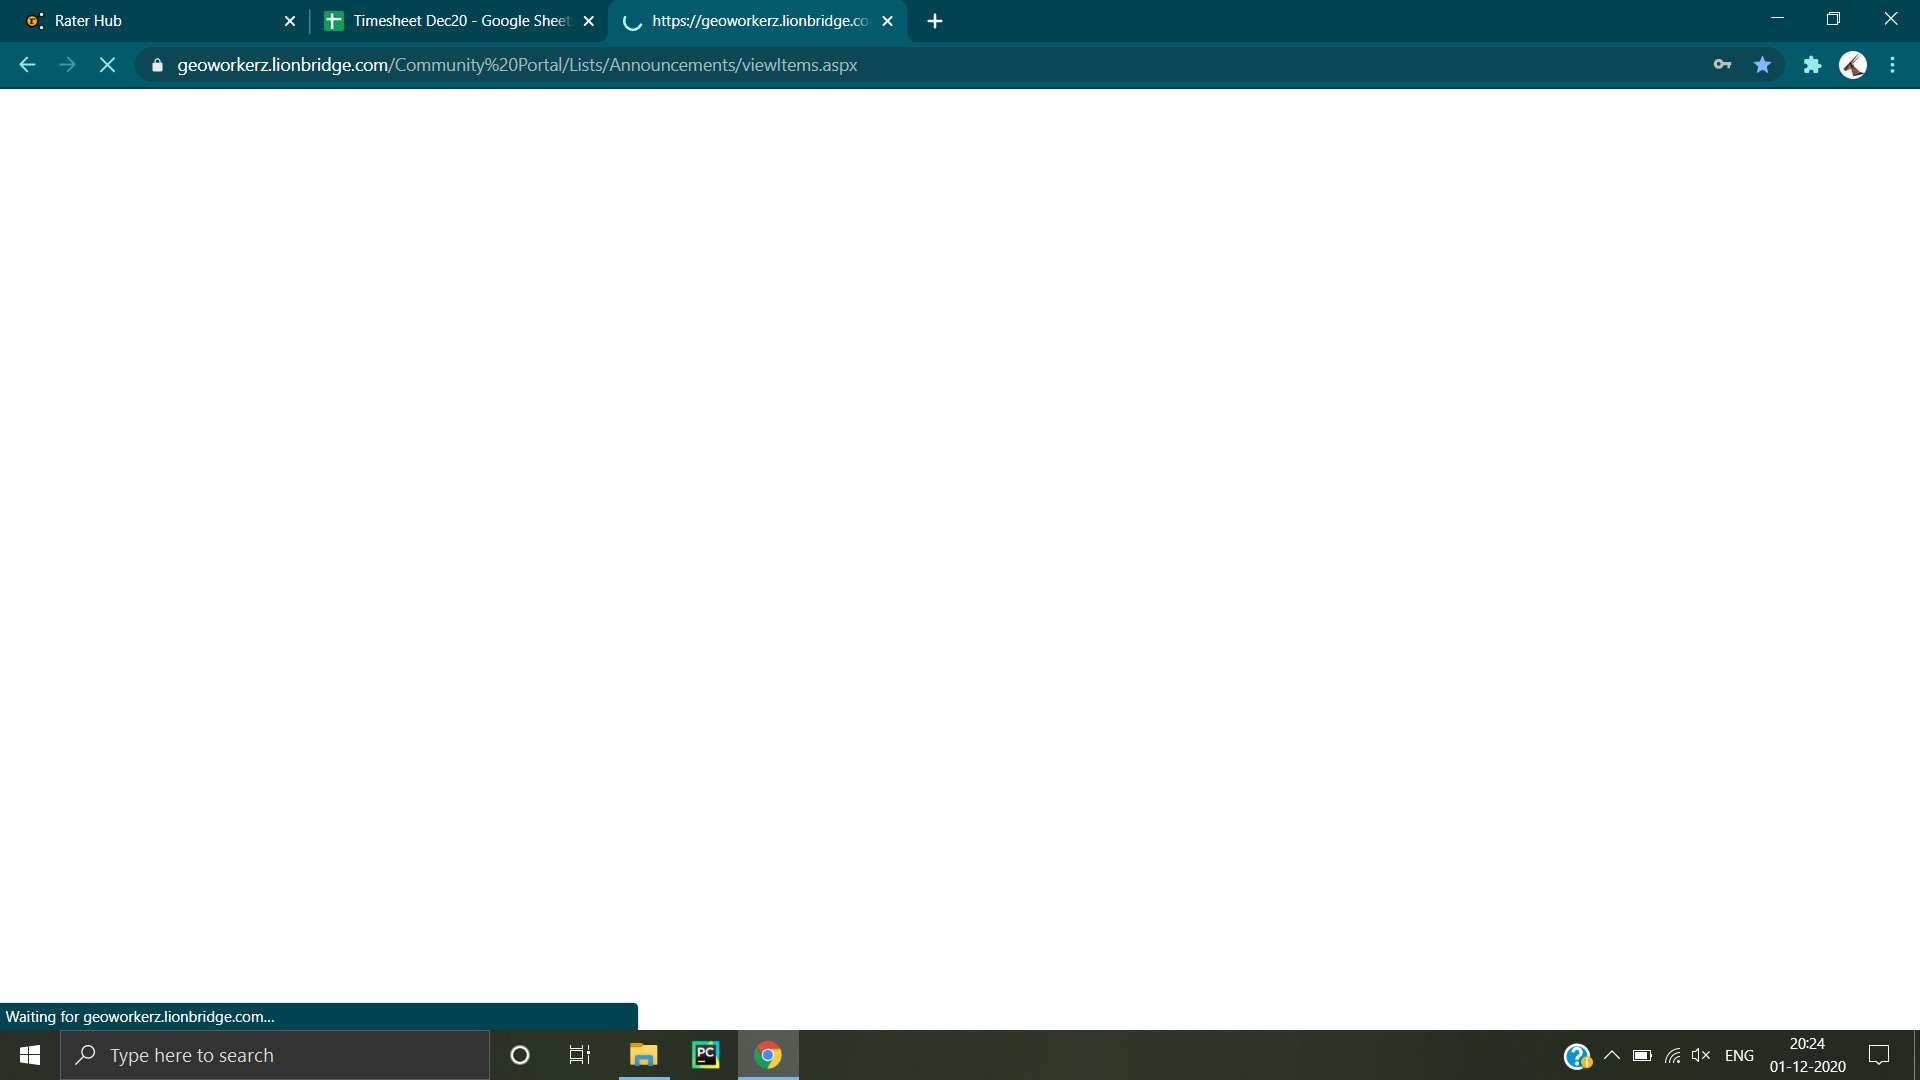 Rater Hub
Timesheet Dec20 - Google Sheet
https://geoworkerz.lionbridge.co
geoworkerz.lionbridge.com/Community%20Portal/Lists/Announcements/viewItems.aspx
Waiting for geoworkerz.lionbridge.com...
Type here to search
PC
ENG
20:24
01-12-2020